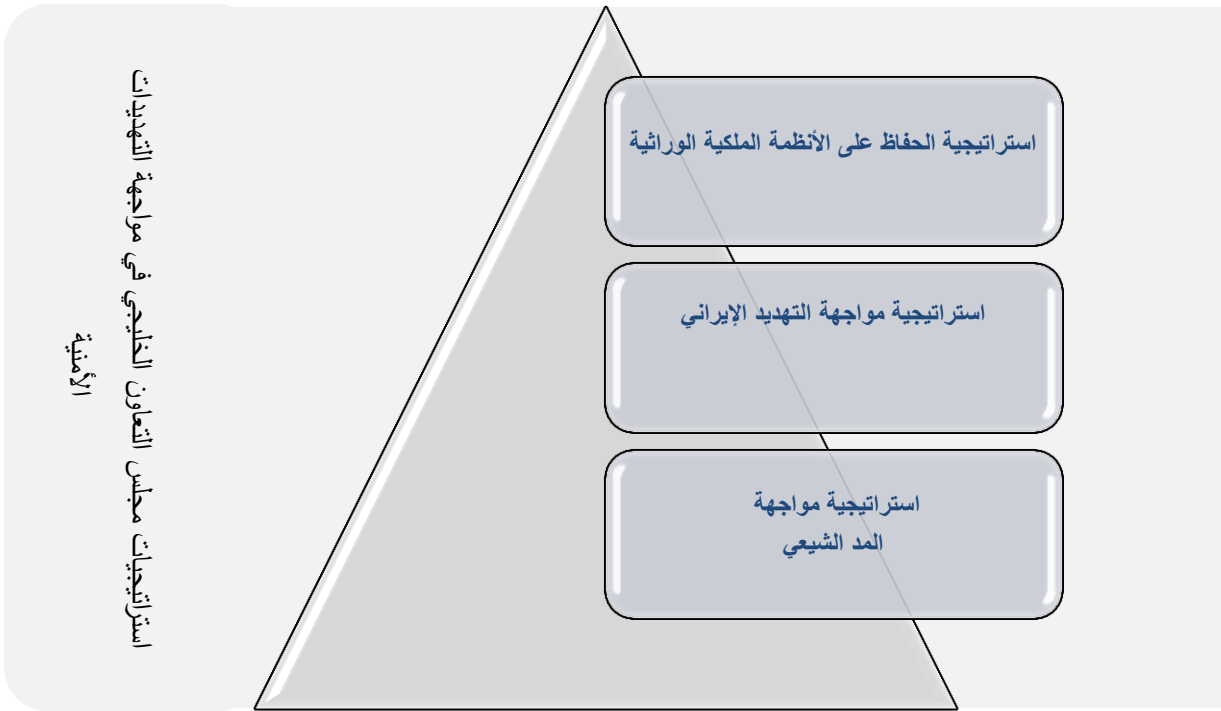 استراتيجيات مجلس التعاون الخليجي في مواجهة التهديدات
الأمنية
استراتيجية الحفاظ على الأنظمة الملكية الوراثية
استراتيجية مواجهة التهديد الإيراني
استراتيجية مواجهة
المد الشيعي